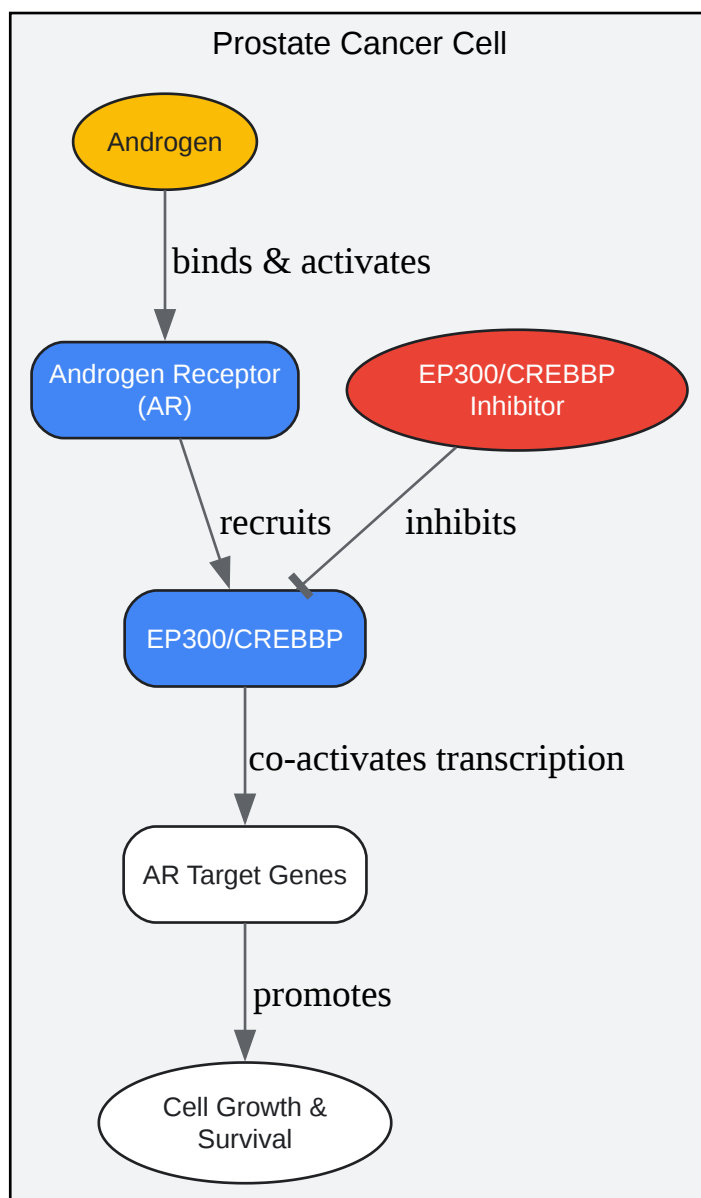 Prostate Cancer Cell
Androgen
binds & activates
Androgen Receptor
(AR)
EP300/CREBBP
Inhibitor
recruits
inhibits
EP300/CREBBP
co-activates transcription
AR Target Genes
promotes
Cell Growth &
Survival